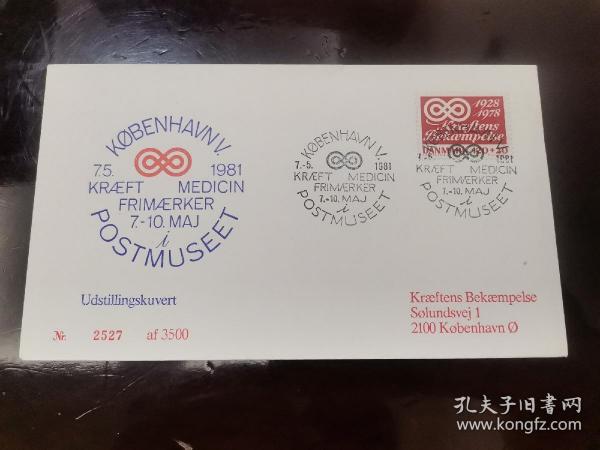 KØBENHAVN V.
7.5. 1981
KRÆFT MEDICIN
FRIMÆRKER
7.-10. MAJ
i
POSTMUSEET
KØBENHAVN V.
7.-5. 1981
KRÆFT MEDICIN
FRIMÆRKER
7.-10. MAJ
i
POSTMUSEET
1928
1978
Kræftens
Bekæmpelse
DANMARK
1981
KRÆFT MEDICIN
FRIMÆRKER
7.-10. MAJ
i
POSTMUSEET
Udstillingskuvert
Nr. 2527 af 3500
Kræftens Bekæmpelse
Sølundsvej 1
2100 København Ø
孔夫子旧书网
www.kongfz.com